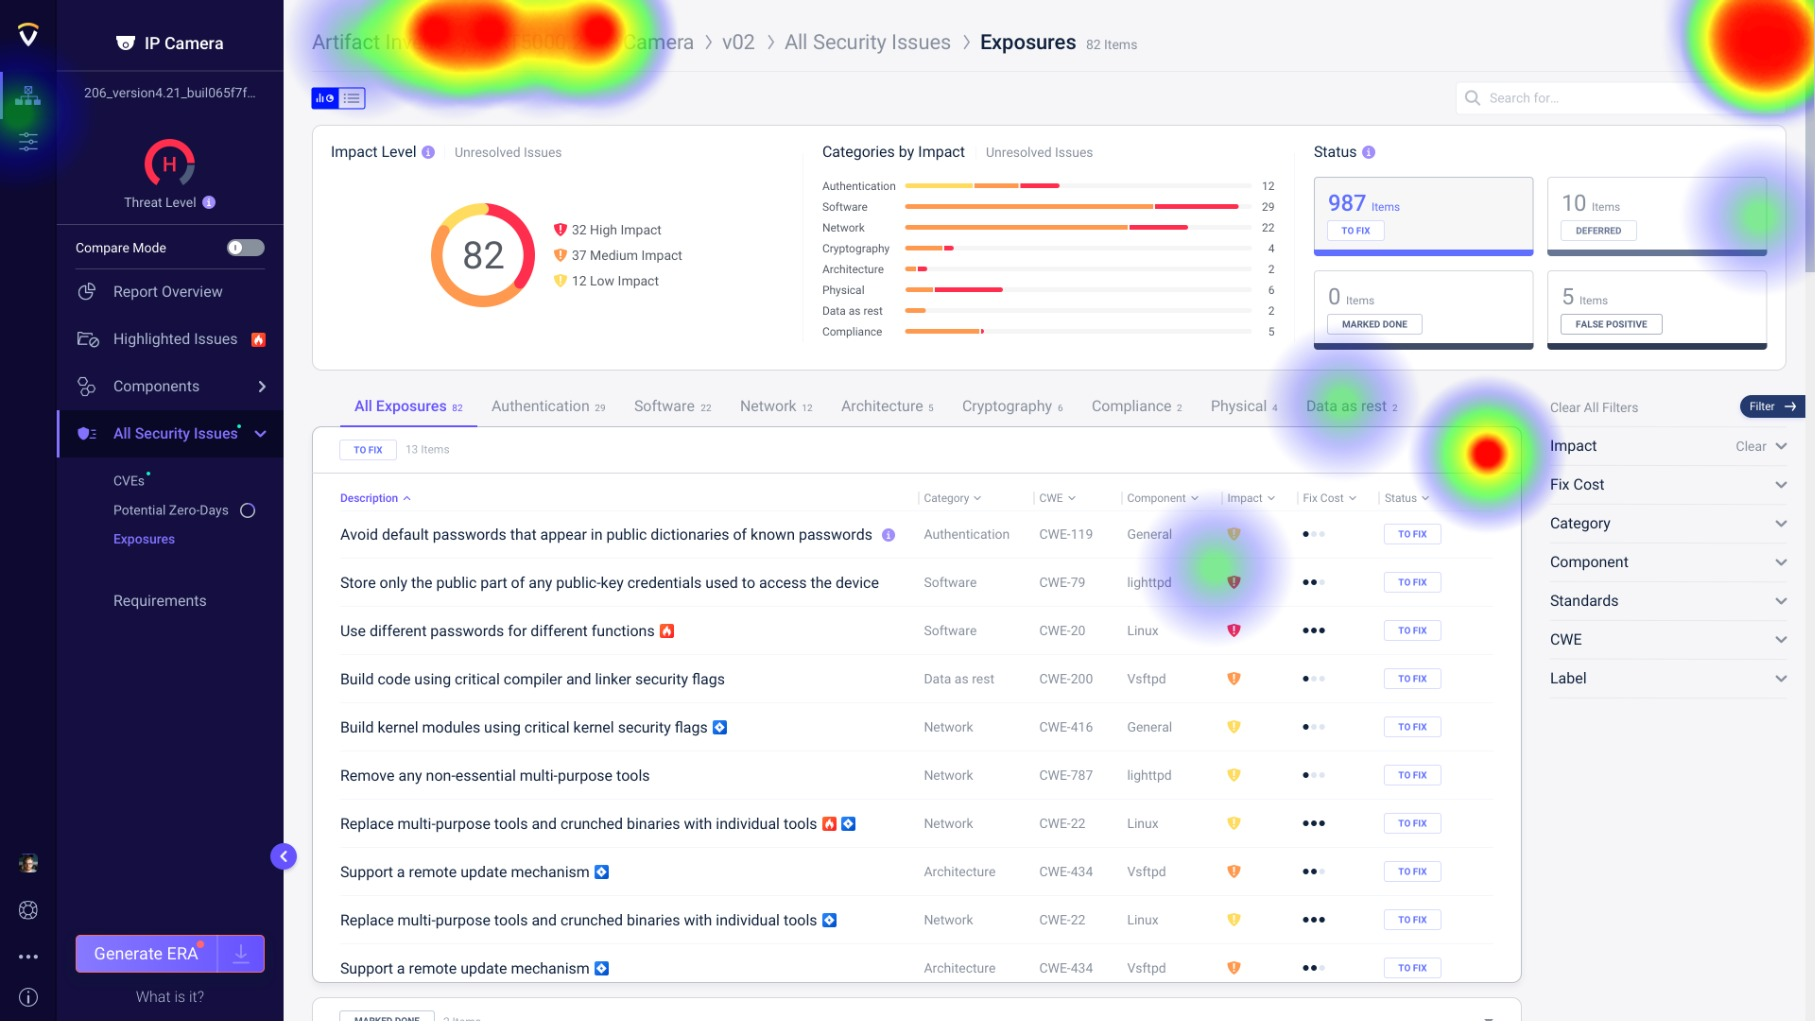 IP Camera
206_version4.21_buil065f7f...
H
Threat Level
Compare Mode
Report Overview
Highlighted Issues
Components
All Security Issues
CVEs
Potential Zero-Days
Exposures
Requirements
Generate ERA
What is it?
Artifact Camera > v02 > All Security Issues > Exposures 82 Items
Search for...
Impact Level Unresolved Issues
82
32 High Impact
37 Medium Impact
12 Low Impact
Categories by Impact Unresolved Issues
Authentication 12
Software 29
Network 22
Cryptography 4
Architecture 2
Physical 6
Data as rest 2
Compliance 5
Status
987 Items
TO FIX
10 Items
DEFERRED
0 Items
MARKED DONE
5 Items
FALSE POSITIVE
All Exposures 82 Authentication 29 Software 22 Network 12 Architecture 5 Cryptography 6 Compliance 2 Physical 4 Data as rest 2
TO FIX 13 Items
Description Category CWE Component Impact Fix Cost Status
Avoid default passwords that appear in public dictionaries of known passwords Authentication CWE-119 General TO FIX
Store only the public part of any public-key credentials used to access the device Software CWE-79 lighttpd TO FIX
Use different passwords for different functions Software CWE-20 Linux TO FIX
Build code using critical compiler and linker security flags Data as rest CWE-200 Vsftpd TO FIX
Build kernel modules using critical kernel security flags Network CWE-416 General TO FIX
Remove any non-essential multi-purpose tools Network CWE-787 lighttpd TO FIX
Replace multi-purpose tools and crunched binaries with individual tools Network CWE-22 Linux TO FIX
Support a remote update mechanism Architecture CWE-434 Vsftpd TO FIX
Replace multi-purpose tools and crunched binaries with individual tools Network CWE-22 Linux TO FIX
Support a remote update mechanism Architecture CWE-434 Vsftpd TO FIX
MARKED DONE 2 Items
Clear All Filters Filter →
Impact Clear
Fix Cost
Category
Component
Standards
CWE
Label